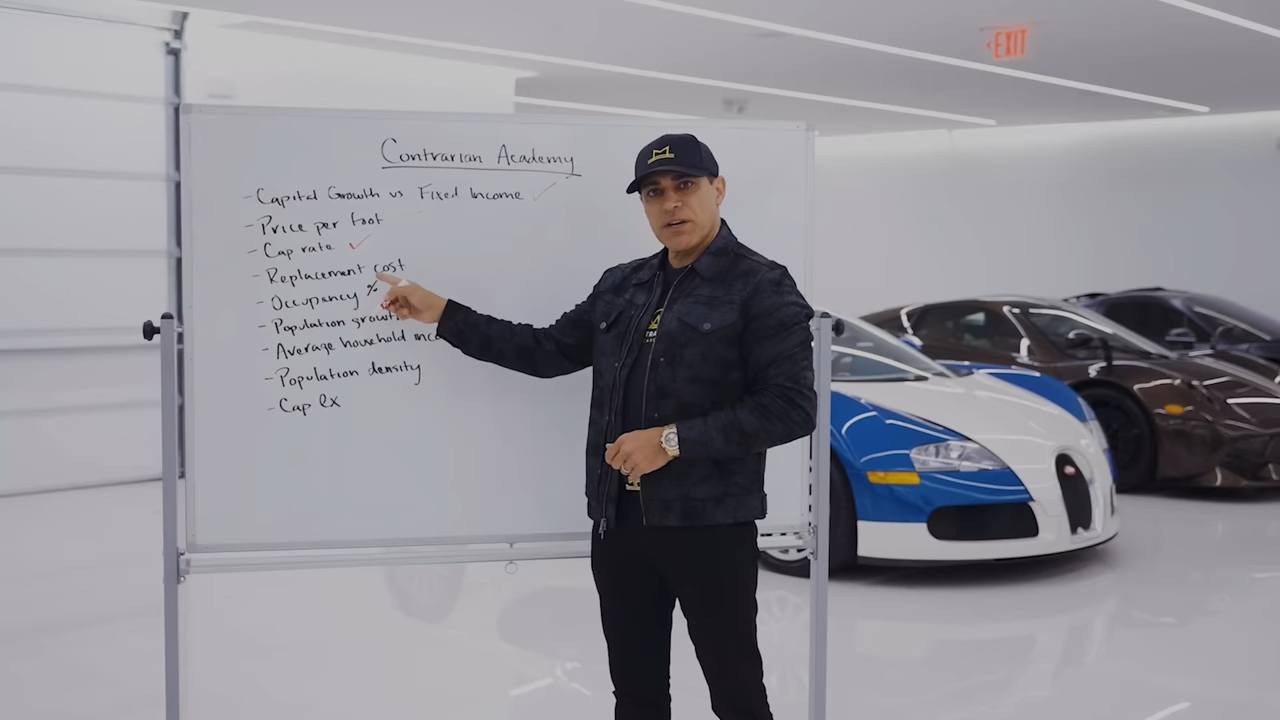 EXIT
Contrarian Academy
- Capital Growth vs Fixed Income ✓
- Price per foot
- Cap rate ✓
- Replacement cost
- Occupancy %
- Population growth
- Average household inco
- Population density
- Cap Ex
M